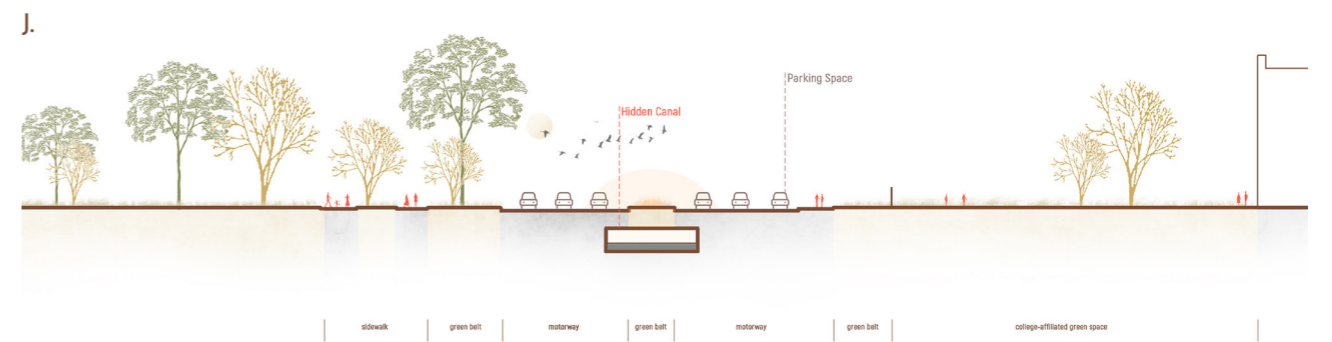 J.
Parking Space
Hidden Canal
sidewalk
green belt
motorway
green belt
motorway
green belt
college-affiliated green space